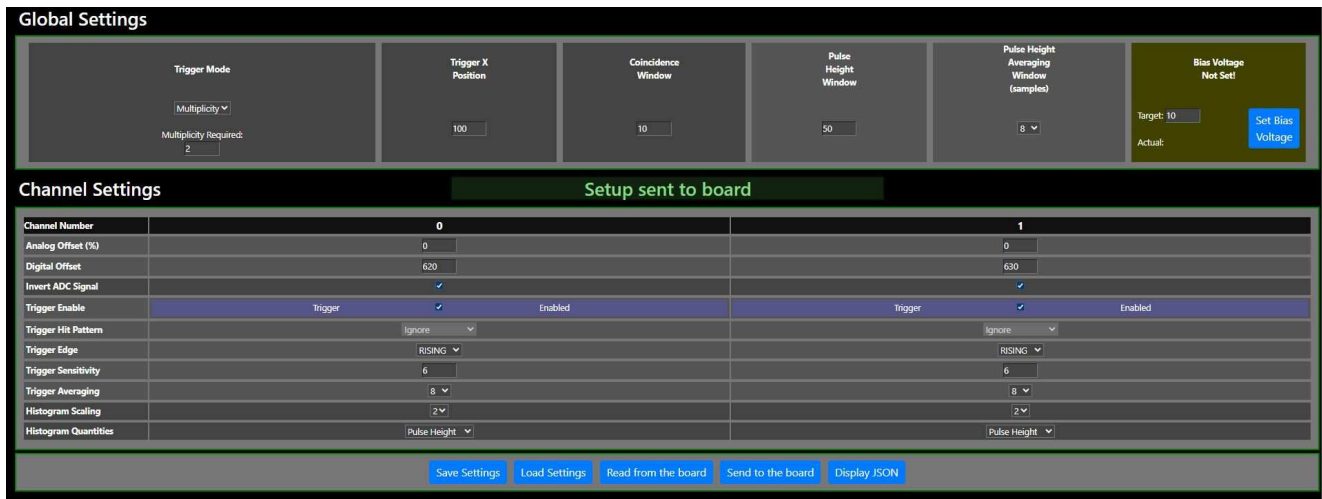 Global Settings
Trigger Mode
Multiplicity
Multiplicity Required:
2
Trigger X
Position
100
Coincidence
Window
10
Pulse
Height
Window
50
Pulse Height
Averaging
Window
(samples)
8
Bias Voltage
Not Set!
Target: 10
Actual:
Set Bias
Voltage
Channel Settings
Setup sent to board
Channel Number 0 1
Analog Offset (%) 0 0
Digital Offset 620 630
Invert ADC Signal
Trigger Enable Trigger Enabled Trigger Enabled
Trigger Hit Pattern Ignore Ignore
Trigger Edge RISING RISING
Trigger Sensitivity 6 6
Trigger Averaging 8 8
Histogram Scaling 2 2
Histogram Quantities Pulse Height Pulse Height
Save Settings Load Settings Read from the board Send to the board Display JSON